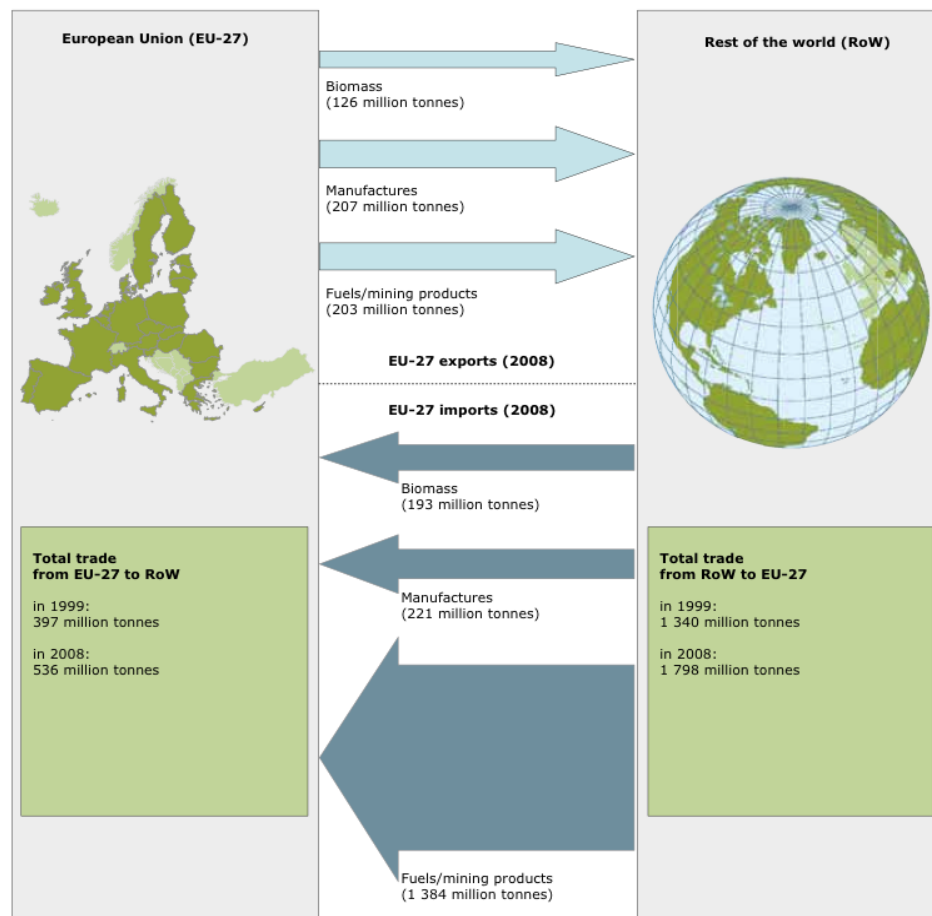 European Union (EU-27)
Rest of the world (RoW)
Biomass
(126 million tonnes)
Manufactures
(207 million tonnes)
Fuels/mining products
(203 million tonnes)
EU-27 exports (2008)
EU-27 imports (2008)
Biomass
(193 million tonnes)
Manufactures
(221 million tonnes)
Fuels/mining products
(1 384 million tonnes)
Total trade
from EU-27 to RoW
in 1999:
397 million tonnes
in 2008:
536 million tonnes
Total trade
from RoW to EU-27
in 1999:
1 340 million tonnes
in 2008:
1 798 million tonnes